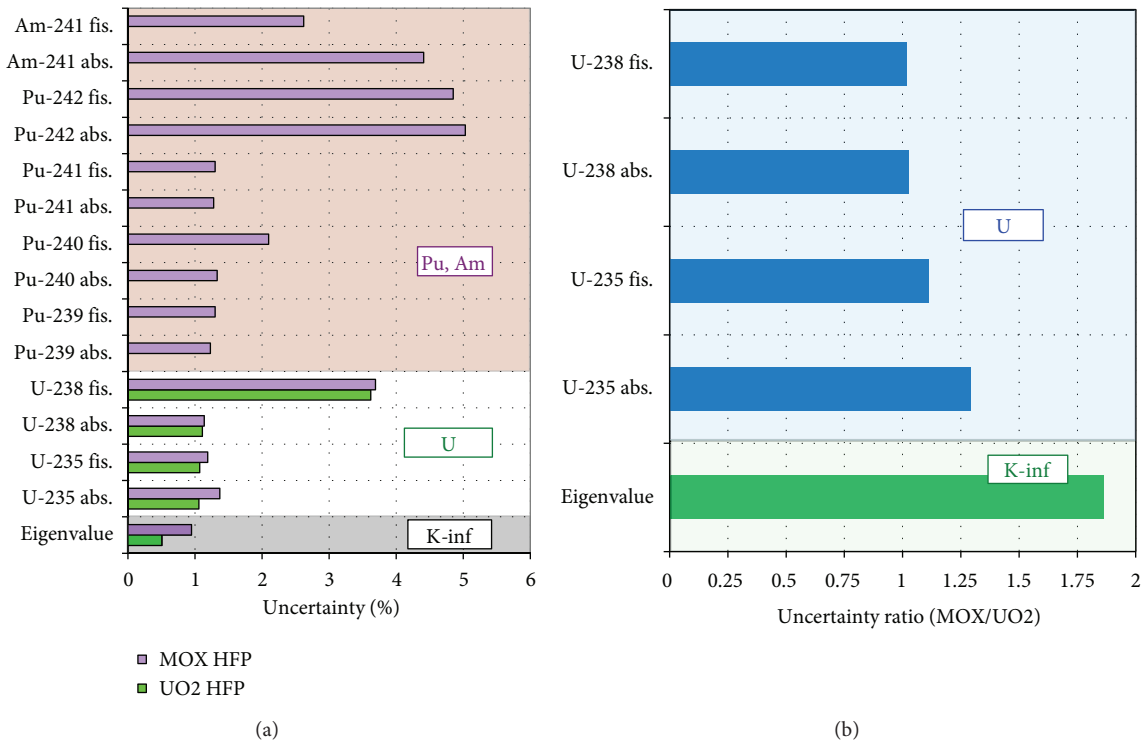 Am-241 fis.
Am-241 abs.
Pu-242 fis.
Pu-242 abs.
Pu-241 fis.
Pu-241 abs.
Pu-240 fis.
Pu-240 abs.
Pu-239 fis.
Pu-239 abs.
U-238 fis.
U-238 abs.
U-235 fis.
U-235 abs.
Eigenvalue
Pu, Am
U
K-inf
0 1 2 3 4 5 6
Uncertainty (%)
MOX HFP
UO2 HFP
(a)
U-238 fis.
U-238 abs.
U-235 fis.
U-235 abs.
Eigenvalue
U
K-inf
0 0.25 0.5 0.75 1 1.25 1.5 1.75 2
Uncertainty ratio (MOX/UO2)
(b)